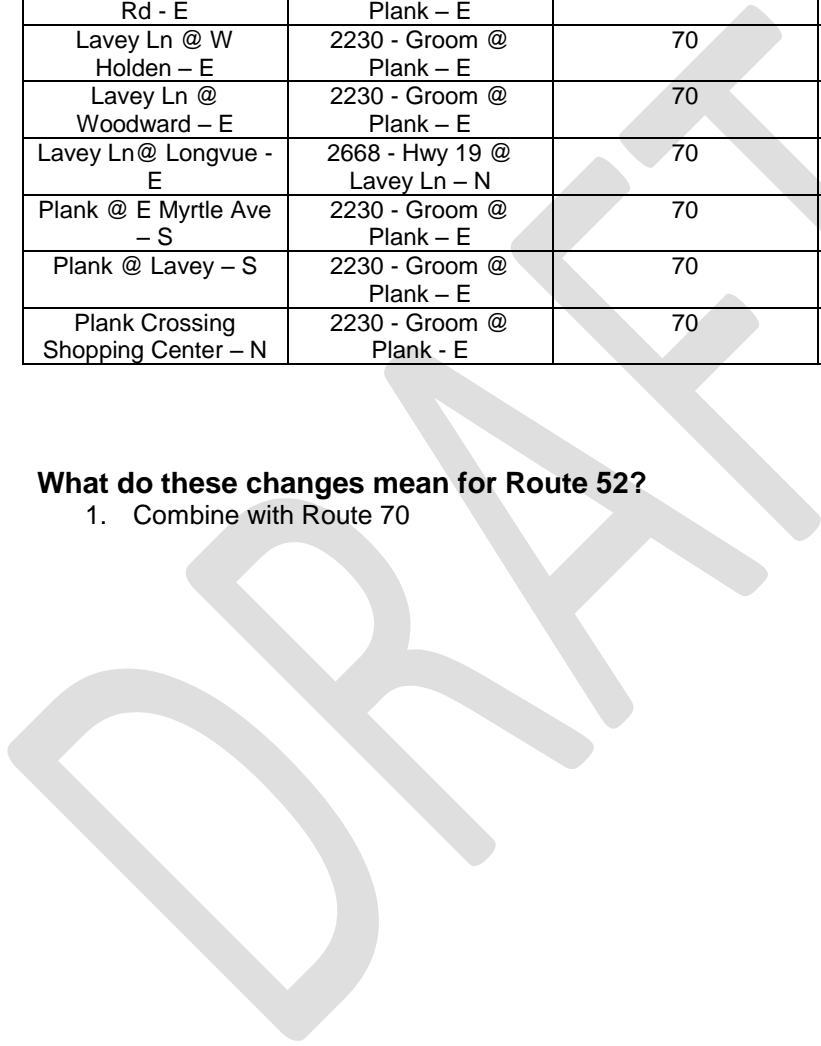 Rd - E Plank – E
Lavey Ln @ W 2230 - Groom @ 70
Holden – E Plank – E
Lavey Ln @ 2230 - Groom @ 70
Woodward – E Plank – E
Lavey Ln@ Longvue - 2668 - Hwy 19 @ 70
E Lavey Ln – N
Plank @ E Myrtle Ave 2230 - Groom @ 70
– S Plank – E
Plank @ Lavey – S 2230 - Groom @ 70
Plank – E
Plank Crossing 2230 - Groom @ 70
Shopping Center – N Plank - E
What do these changes mean for Route 52?
1. Combine with Route 70
DRAFT